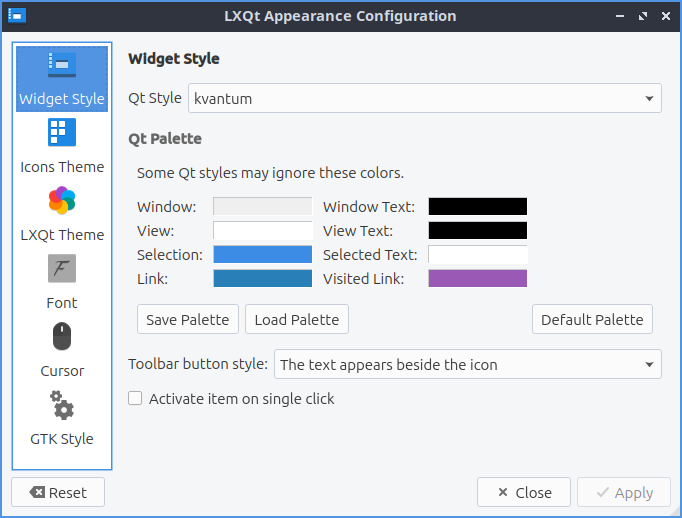 LXQt Appearance Configuration
Widget Style
Icons Theme
LXQt Theme
Font
Cursor
GTK Style
Widget Style
Qt Style kvantum
Qt Palette
Some Qt styles may ignore these colors.
Window: Window Text:
View: View Text:
Selection: Selected Text:
Link: Visited Link:
Save Palette Load Palette Default Palette
Toolbar button style: The text appears beside the icon
Activate item on single click
Reset Close Apply